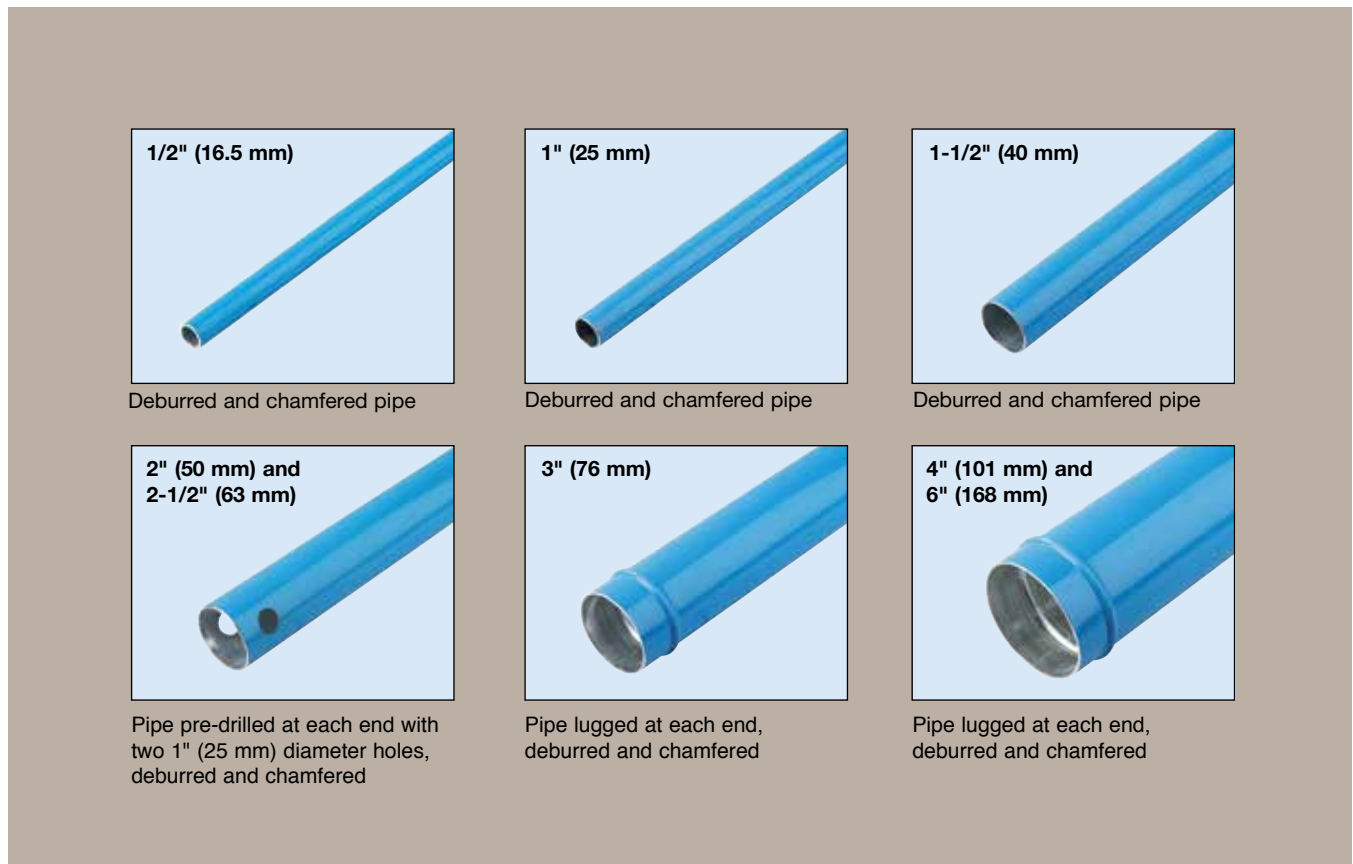 1/2" (16.5 mm)
Deburred and chamfered pipe
1" (25 mm)
Deburred and chamfered pipe
1-1/2" (40 mm)
Deburred and chamfered pipe
2" (50 mm) and
2-1/2" (63 mm)
Pipe pre-drilled at each end with
two 1" (25 mm) diameter holes,
deburred and chamfered
3" (76 mm)
Pipe lugged at each end,
deburred and chamfered
4" (101 mm) and
6" (168 mm)
Pipe lugged at each end,
deburred and chamfered